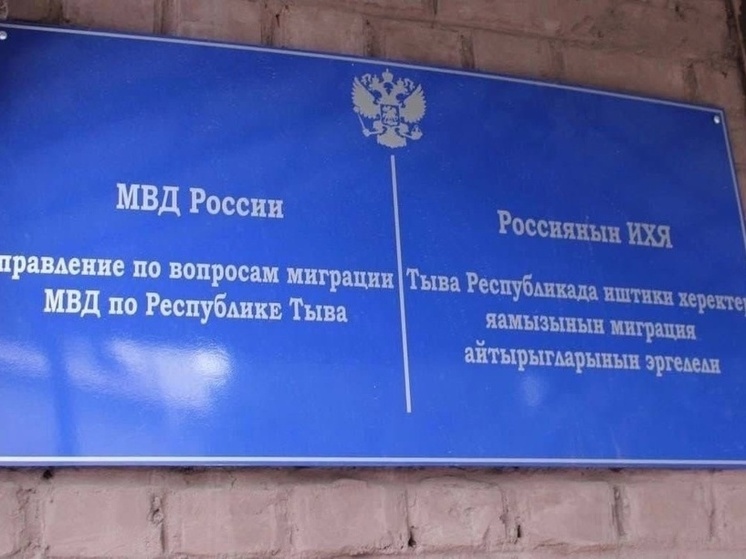 МВД России
правление по вопросам миграции
МВД по Республике Тыва
Россиянын ИХЯ
Тыва Республикада иштики херектер
яамызынын миграция
айтырыгларынын эргелели